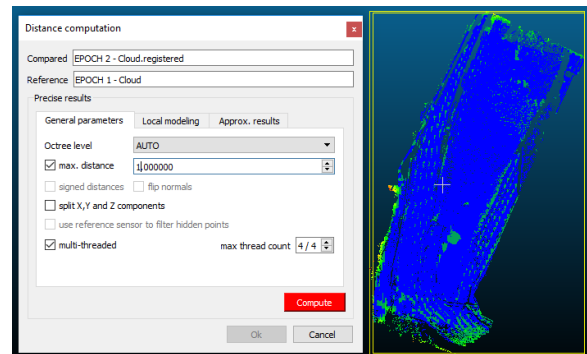 Distance computation
x
Compared EPOCH 2 - Cloud.registered
Reference EPOCH 1 - Cloud
Precise results
General parameters Local modeling Approx. results
Octree level AUTO
max. distance 1.000000
signed distances flip normals
split X,Y and Z components
use reference sensor to filter hidden points
multi-threaded max thread count 4 / 4
Compute
Ok Cancel